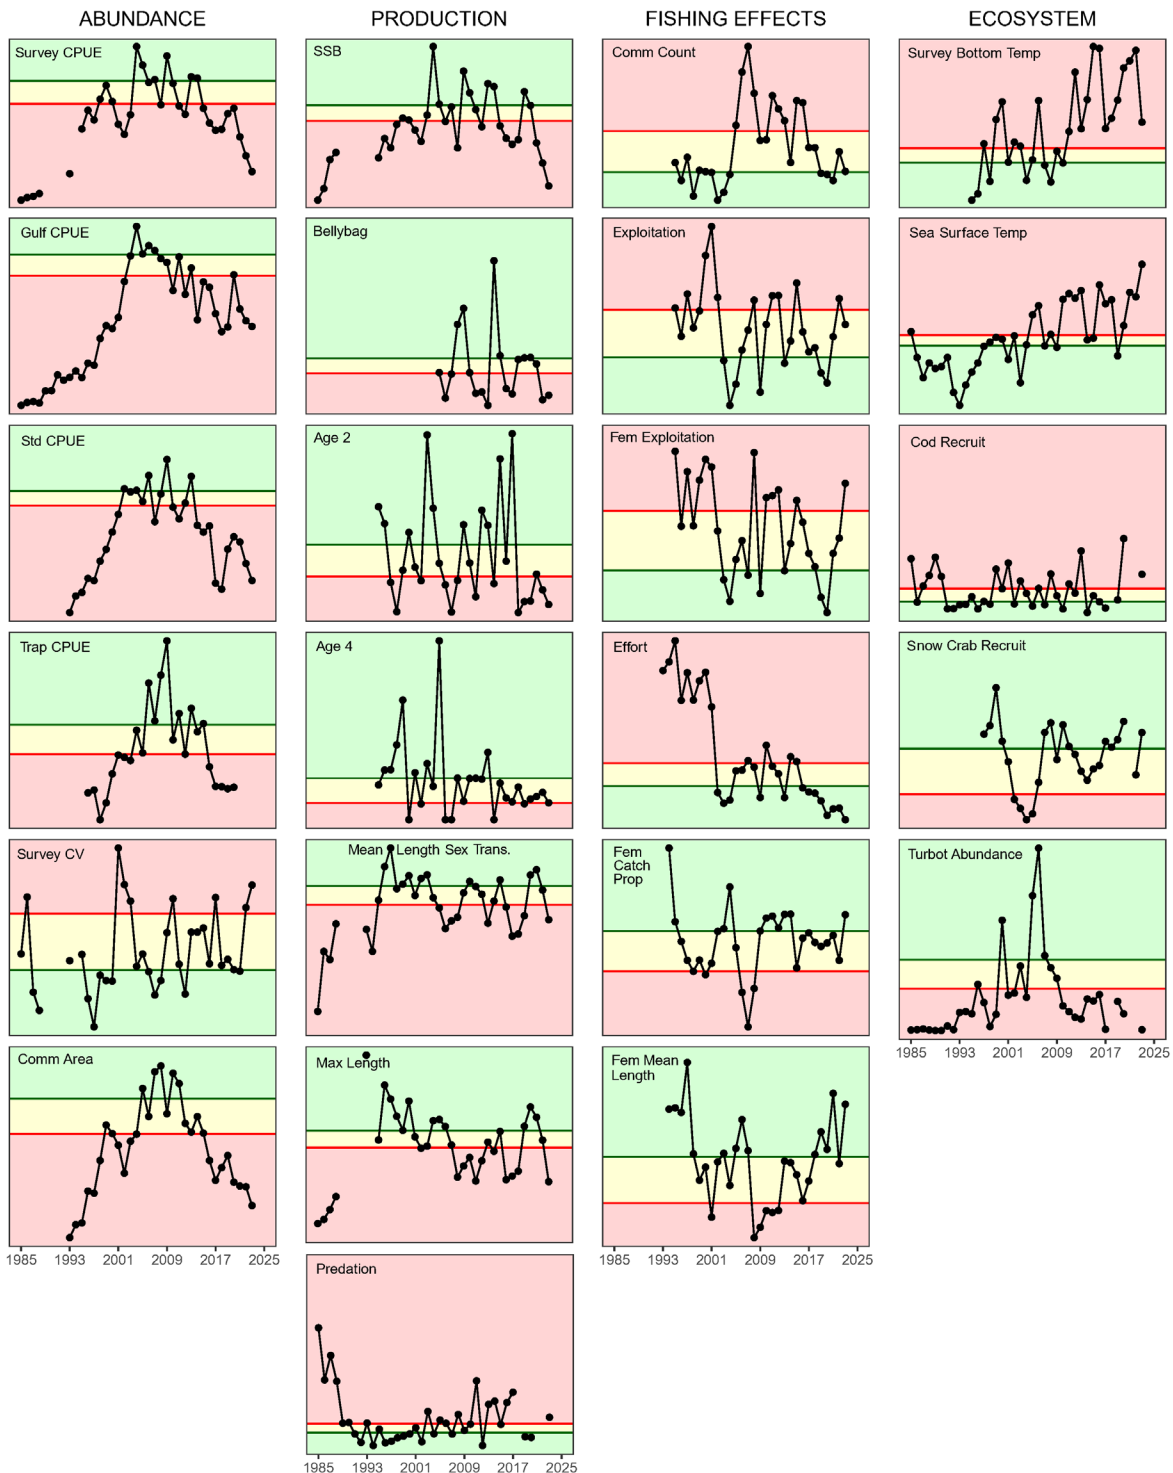 ABUNDANCE
PRODUCTION
FISHING EFFECTS
ECOSYSTEM
Survey CPUE
SSB
Comm Count
Survey Bottom Temp
Gulf CPUE
Bellybag
Exploitation
Sea Surface Temp
Std CPUE
Age 2
Fem Exploitation
Cod Recruit
Trap CPUE
Age 4
Effort
Snow Crab Recruit
Survey CV
Mean Length Sex Trans.
Fem
Catch
Prop
Turbot Abundance
1985 1993 2001 2009 2017 2025
Comm Area
Max Length
Fem Mean
Length
1985 1993 2001 2009 2017 2025
1985 1993 2001 2009 2017 2025
Predation
1985 1993 2001 2009 2017 2025